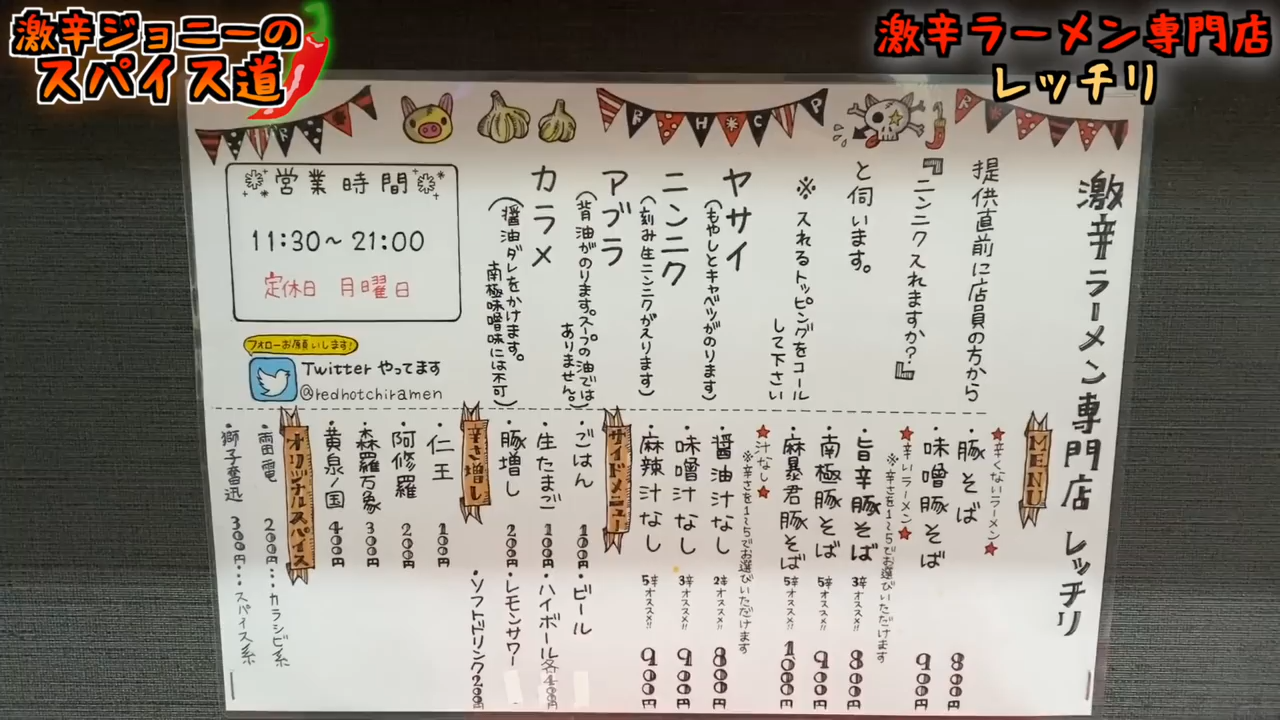 激辛ジョニーの
スパイス道
激辛ラーメン専門店
レッチリ
R H C P
激辛ラーメン専門店 レッチリ
提供直前に店員の方から
『ニンニク入れますか?』
と伺います。
※入れるトッピングをコール
して下さい
ヤサイ
(もやしとキャベツがのります)
ニンニク
(刻み生ニンニクが入ります)
アブラ
(背油がのります。スープの油では
ありません。)
カラメ
(醤油ダレをかけます。
南極味噌味には不可)
営業時間
11:30~21:00
定休日 月曜日
フォローお願いします!
Twitter やってます
@redhotchiramen
MENU
★辛くないラーメン★
・豚そば 800円
・味噌豚そば 900円
★辛いラーメン★
※辛さを1~5でお選びいただけます
・旨辛豚そば 3辛オススメ!! 800円
・南極豚そば 5辛オススメ!! 900円
・麻暴君豚そば 5辛オススメ!! 1000円
★汁なし★
※辛さを1~5でお選びいただけます
・醤油汁なし 2辛オススメ!! 800円
・味噌汁なし 3辛オススメ!! 900円
・麻辣汁なし 5辛オススメ!! 900円
サイドメニュー
・ごはん 100円
・生たまご 100円
・豚増し 200円
・ビール
・ハイボール 各400円
・レモンサワー
・ソフトドリンク 200円
辛さ増し
・仁王 100円
・阿修羅 200円
・森羅万象 300円
・黄泉ノ国 400円
オリジナルスパイス
・雷電 200円…カラシビ系
・獅子奮迅 300円…スパイス系